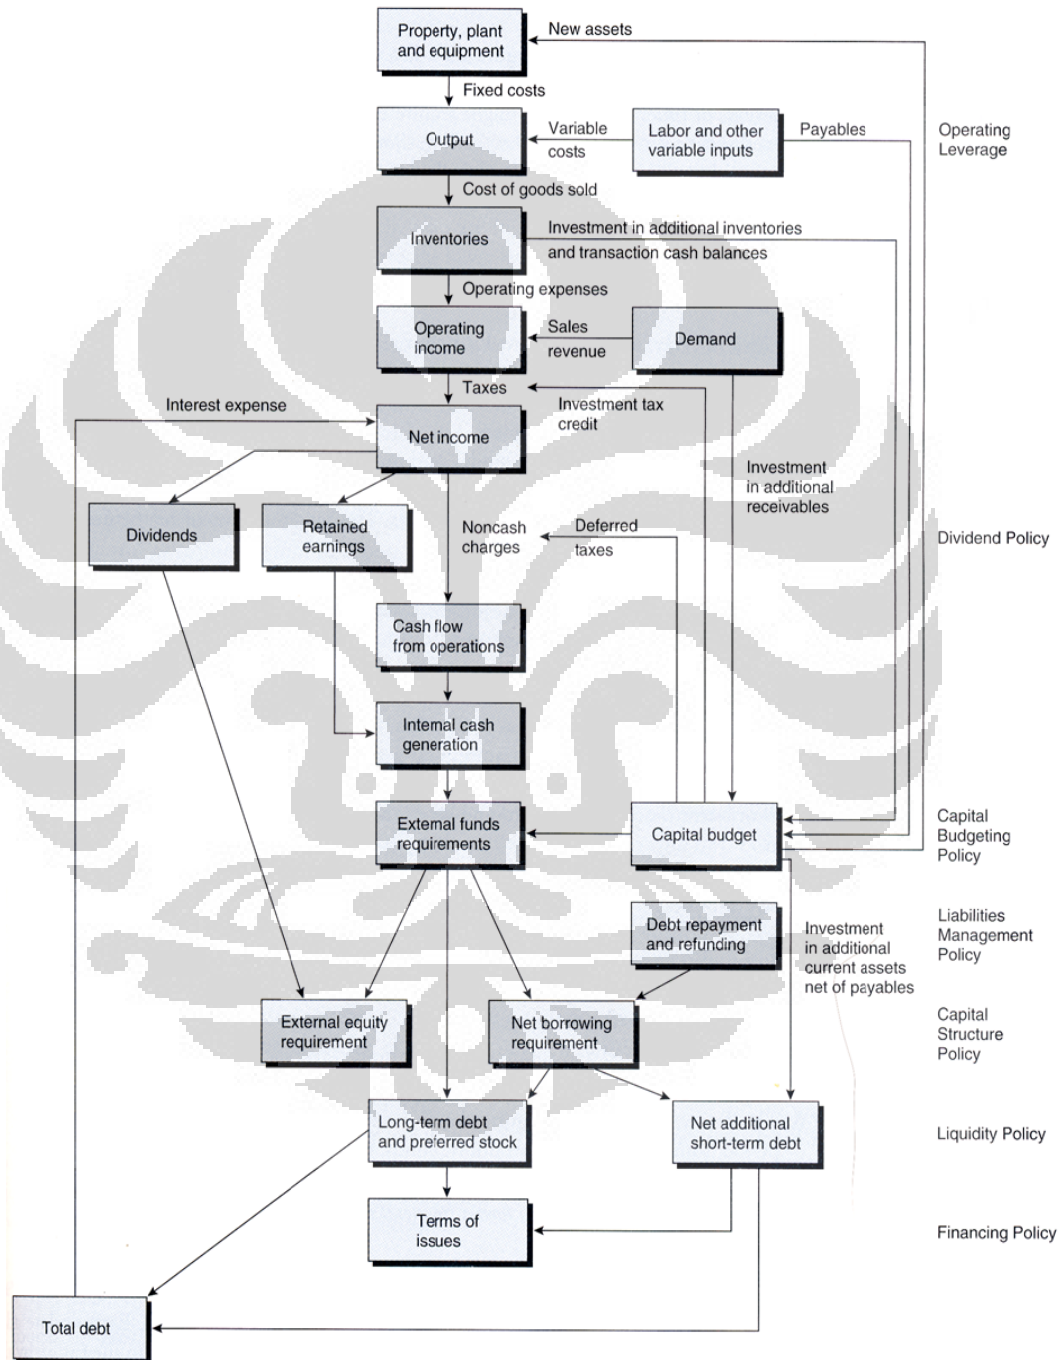 Property, plant
and equipment
New assets
Fixed costs
Output
Variable
costs
Labor and other
variable inputs
Payables
Operating
Leverage
Cost of goods sold
Inventories
Investment in additional inventories
and transaction cash balances
Operating expenses
Operating
income
Sales
revenue
Demand
Taxes
Investment tax
credit
Interest expense
Net income
Investment
in additional
receivables
Dividends
Retained
earnings
Noncash
charges
Deferred
taxes
Dividend Policy
Cash flow
from operations
Internal cash
generation
External funds
requirements
Capital budget
Capital
Budgeting
Policy
Debt repayment
and refunding
Investment
in additional
current assets
net of payables
Liabilities
Management
Policy
External equity
requirement
Net borrowing
requirement
Capital
Structure
Policy
Long-term debt
and preferred stock
Net additional
short-term debt
Liquidity Policy
Terms of
issues
Financing Policy
Total debt